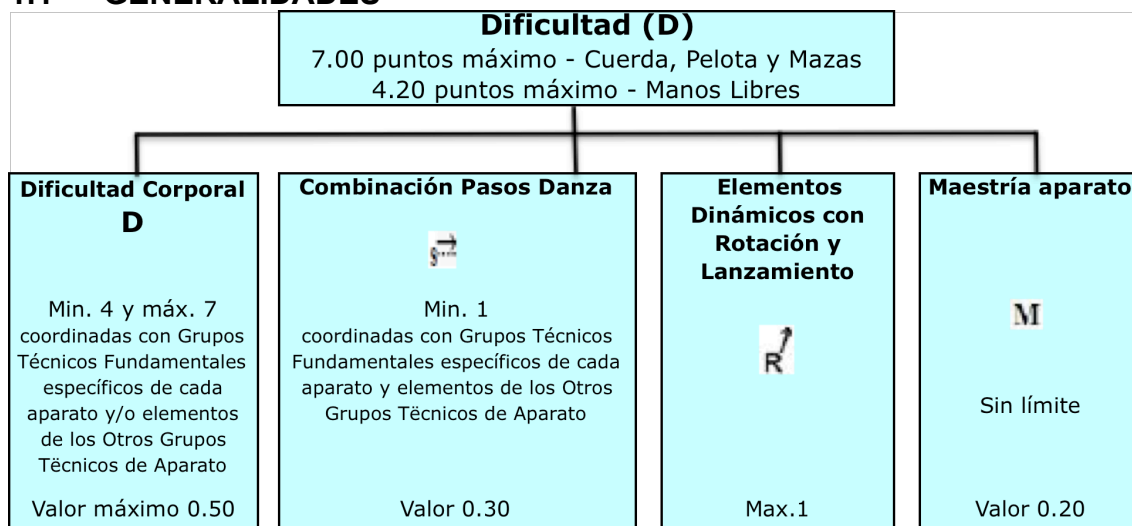 Dificultad (D)
7.00 puntos máximo - Cuerda, Pelota y Mazas
4.20 puntos máximo - Manos Libres
Dificultad Corporal
D
Min. 4 y máx. 7
coordinadas con Grupos
Técnicos Fundamentales
específicos de cada
aparato y/o elementos
de los Otros Grupos
Tëcnicos de Aparato
Valor máximo 0.50
Combinación Pasos Danza
Min. 1
coordinadas con Grupos Técnicos
Fundamentales específicos de cada
aparato y elementos de los Otros
Grupos Tëcnicos de Aparato
Valor 0.30
Elementos
Dinámicos con
Rotación y
Lanzamiento
R
Max.1
Maestría aparato
M
Sin límite
Valor 0.20